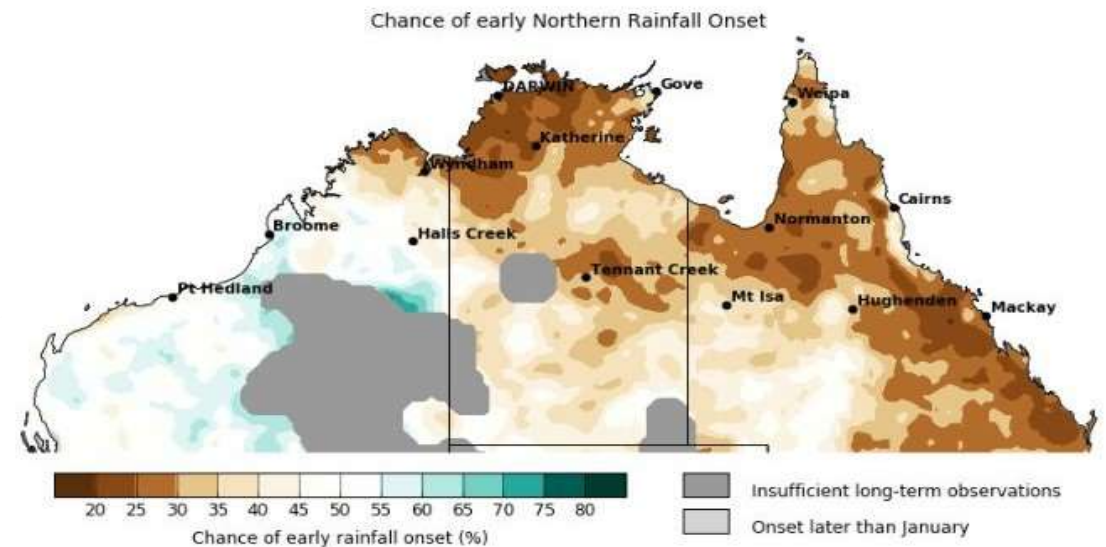 Chance of early Northern Rainfall Onset
DARWIN
Gove
Weipa
Katherine
Wyndham
Cairns
Normanton
Broome
Halls Creek
Tennant Creek
Pt Hedland
Mt Isa
Hughenden
Mackay
20 25 30 35 40 45 50 55 60 65 70 75 80
Chance of early rainfall onset (%)
Insufficient long-term observations
Onset later than January